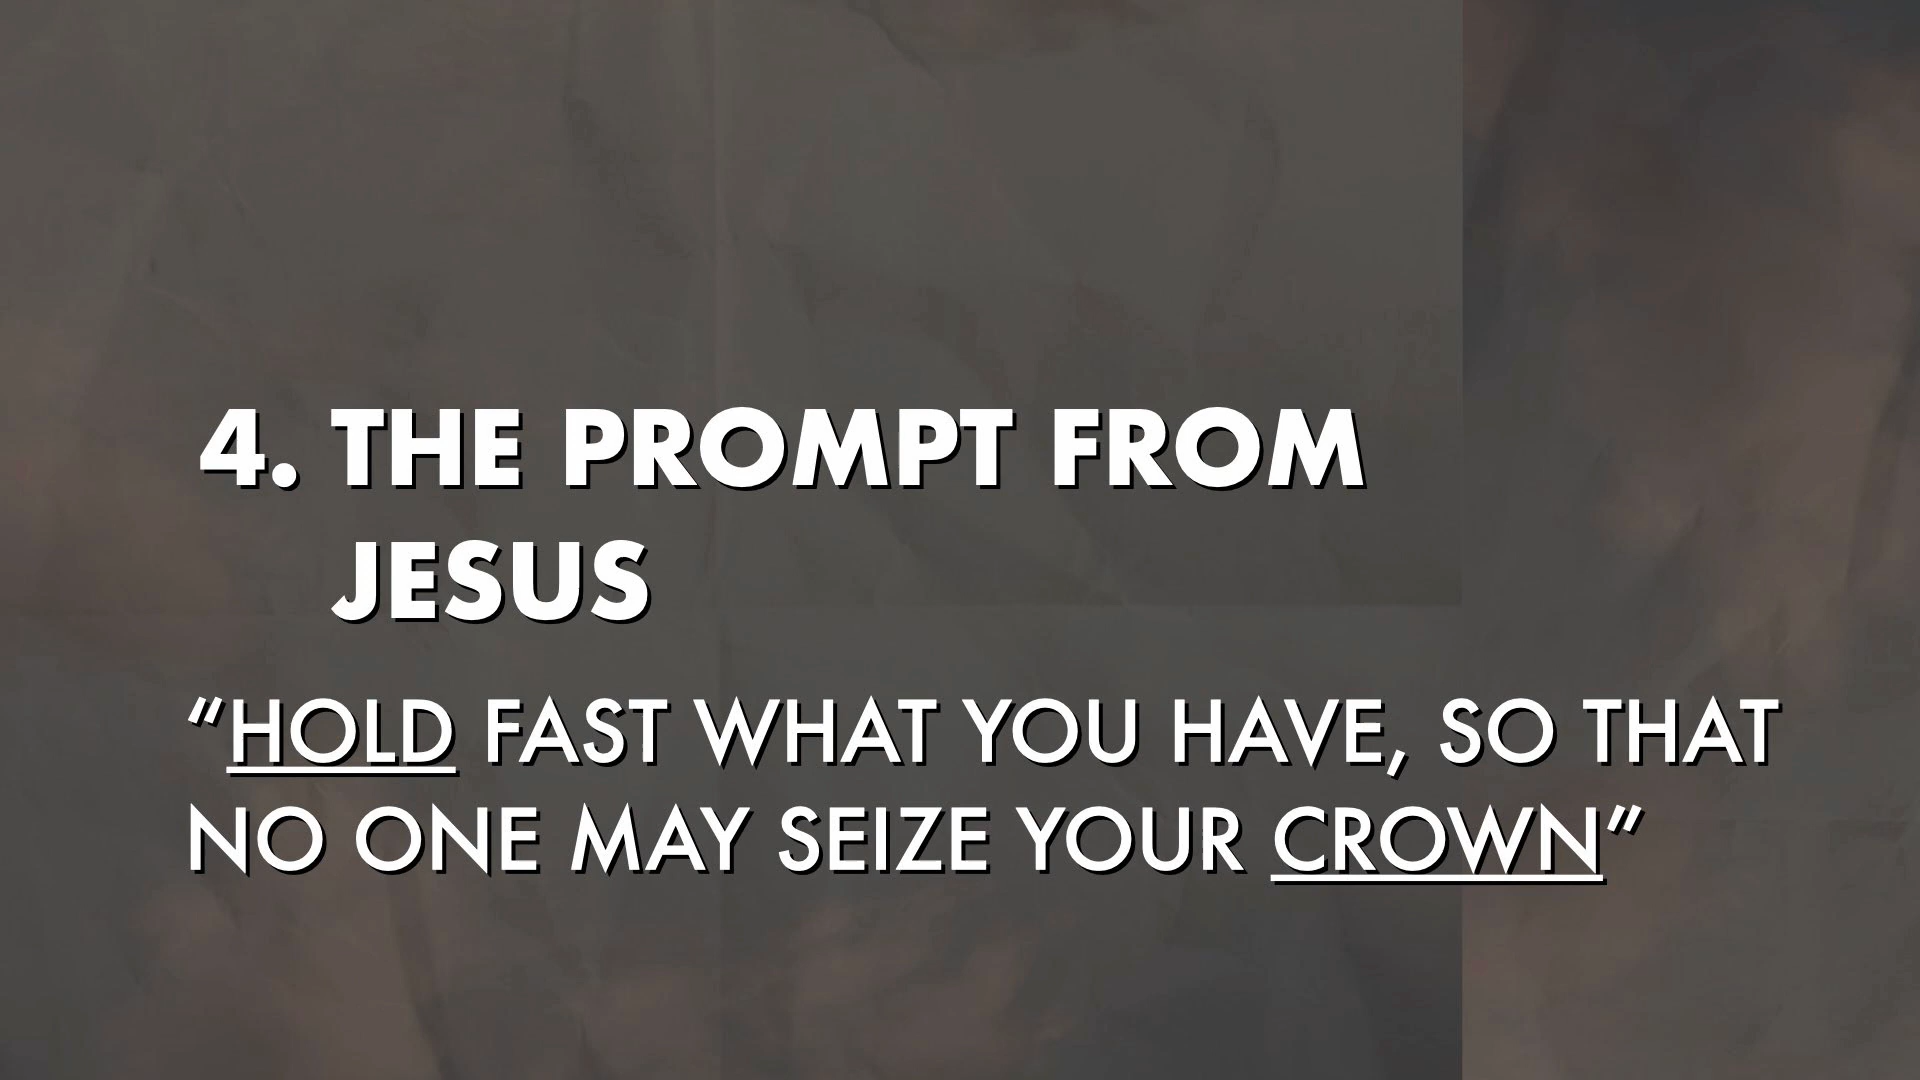 4. THE PROMPT FROM
JESUS
“HOLD FAST WHAT YOU HAVE, SO THAT
NO ONE MAY SEIZE YOUR CROWN”